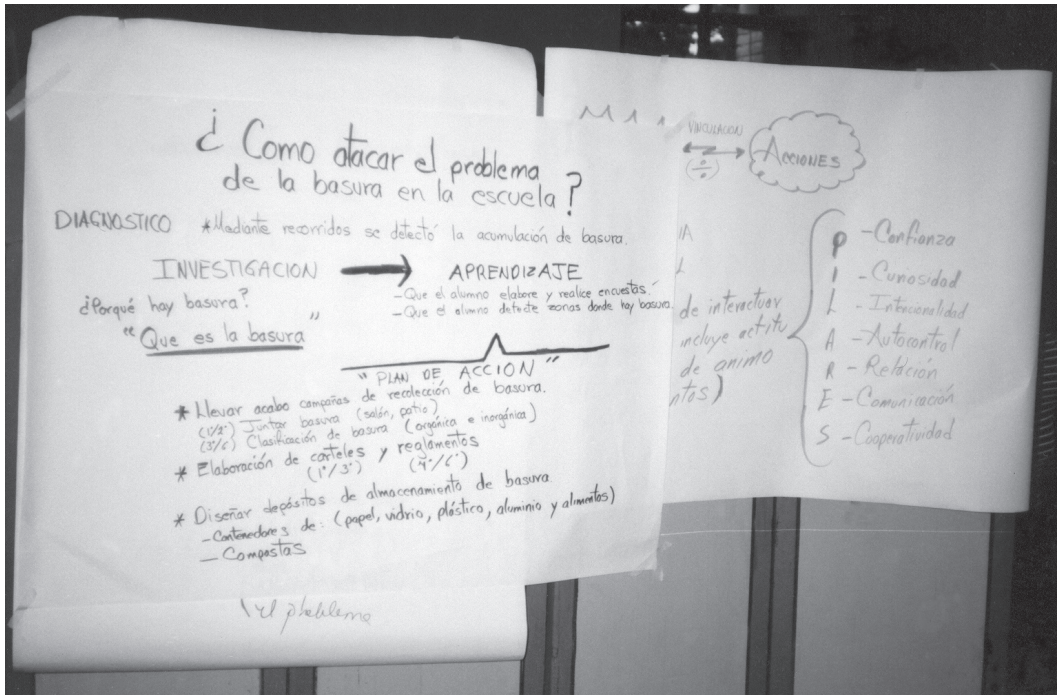 ¿ Como atacar el problema
de la basura en la escuela?
DIAGNOSTICO *Mediante recorridos se detectó la acumulación de basura.
INVESTIGACION → APRENDIZAJE
¿Porqué hay basura?
"Que es la basura"
-Que el alumno elabore y realice encuestas.
-Que el alumno detecte zonas donde hay basura.
"PLAN DE ACCION"
* Llevar acabo campañas de recolección de basura.
(1°/2°) Juntar basura (salón, patio)
(3°/6) Clasificación de basura (orgánica e inorgánica)
* Elaboración de carteles y reglamentos
(1°/3°) (4°/6°)
* Diseñar depósitos de almacenamiento de basura
-Contenedores de: (papel, vidrio, plástico, aluminio y alimentos)
- Compostas
el
VINCULACION
ACCIONES
IA
L
de interactuar
incluye actitu
de animo
ntos)
P - Confianza
I - Curiosidad
L - Intencionalidad
A - Autocontrol
R - Relación
E - Comunicación
S - Cooperatividad